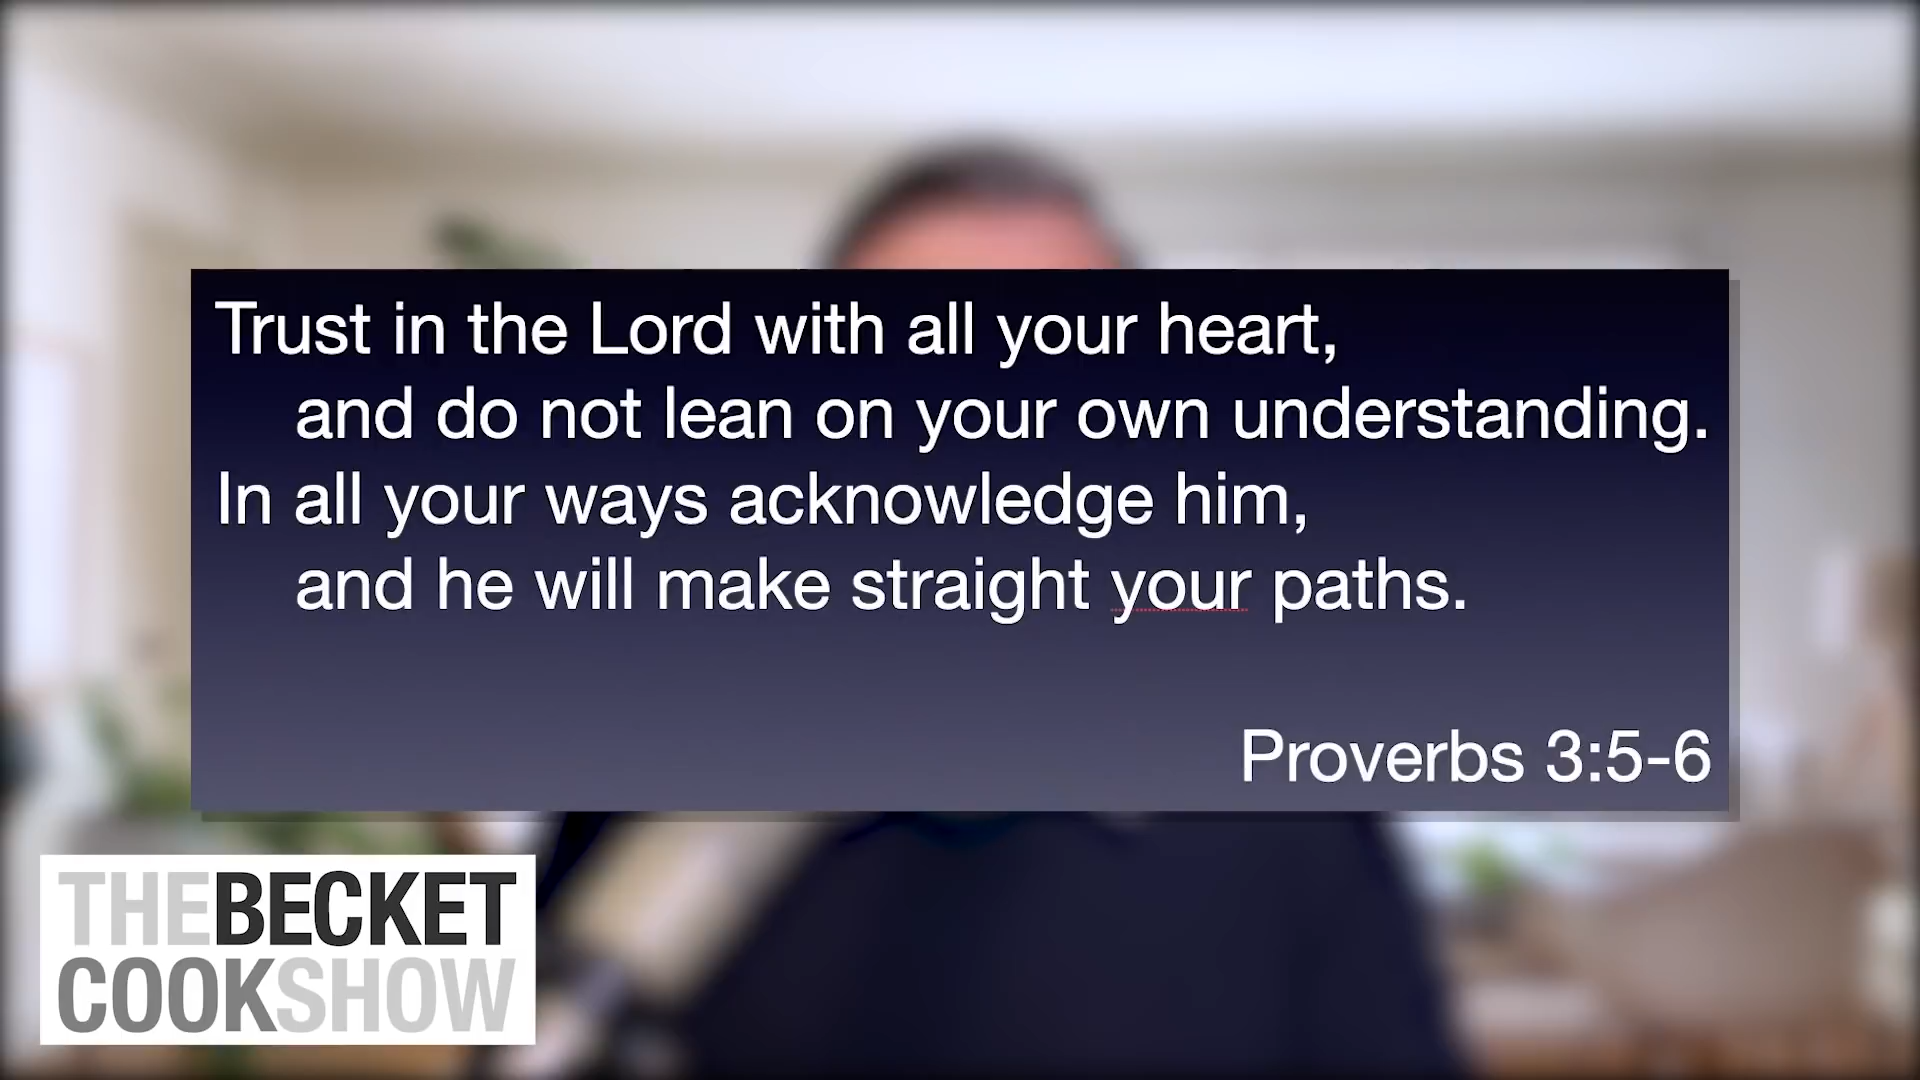 Trust in the Lord with all your heart,
and do not lean on your own understanding.
In all your ways acknowledge him,
and he will make straight your paths.
Proverbs 3:5-6
THEBECKET
COOKSHOW